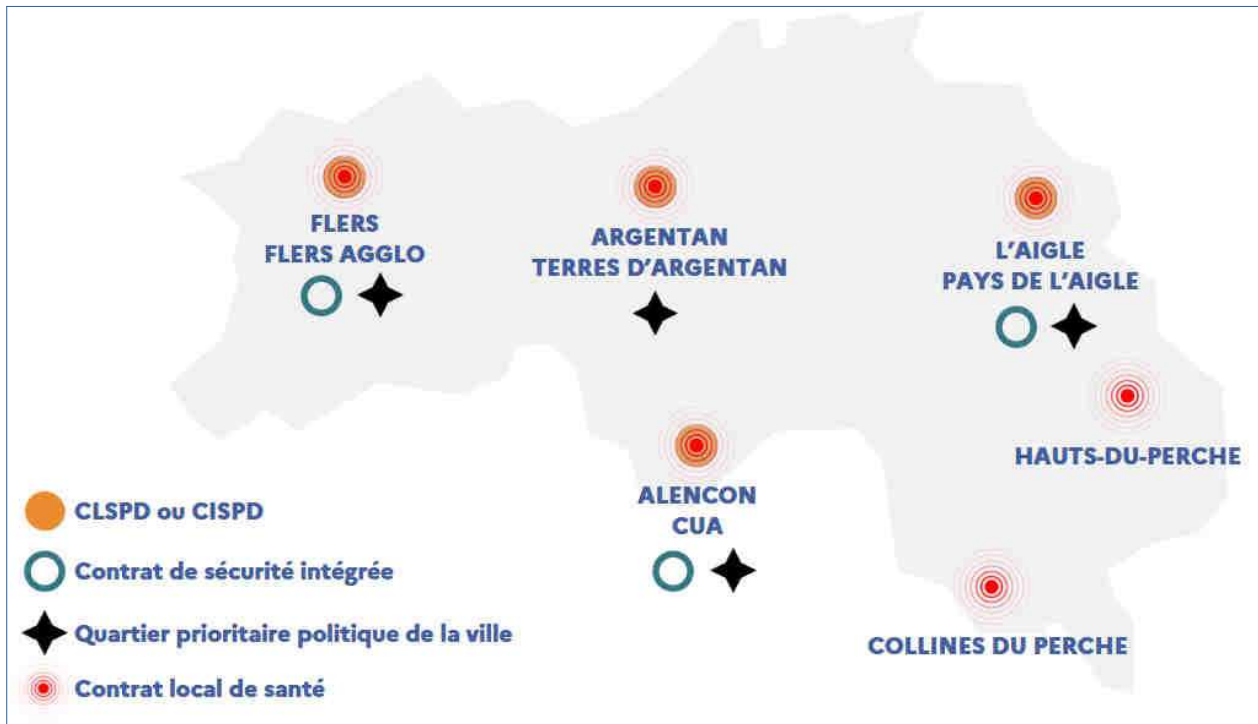 FLERS
FLERS AGGLO
ARGENTAN
TERRES D'ARGENTAN
L'AIGLE
PAYS DE L'AIGLE
HAUTS-DU-PERCHE
ALENCON
CUA
COLLINES DU PERCHE
CLSPD ou CISPD
Contrat de sécurité intégrée
Quartier prioritaire politique de la ville
Contrat local de santé